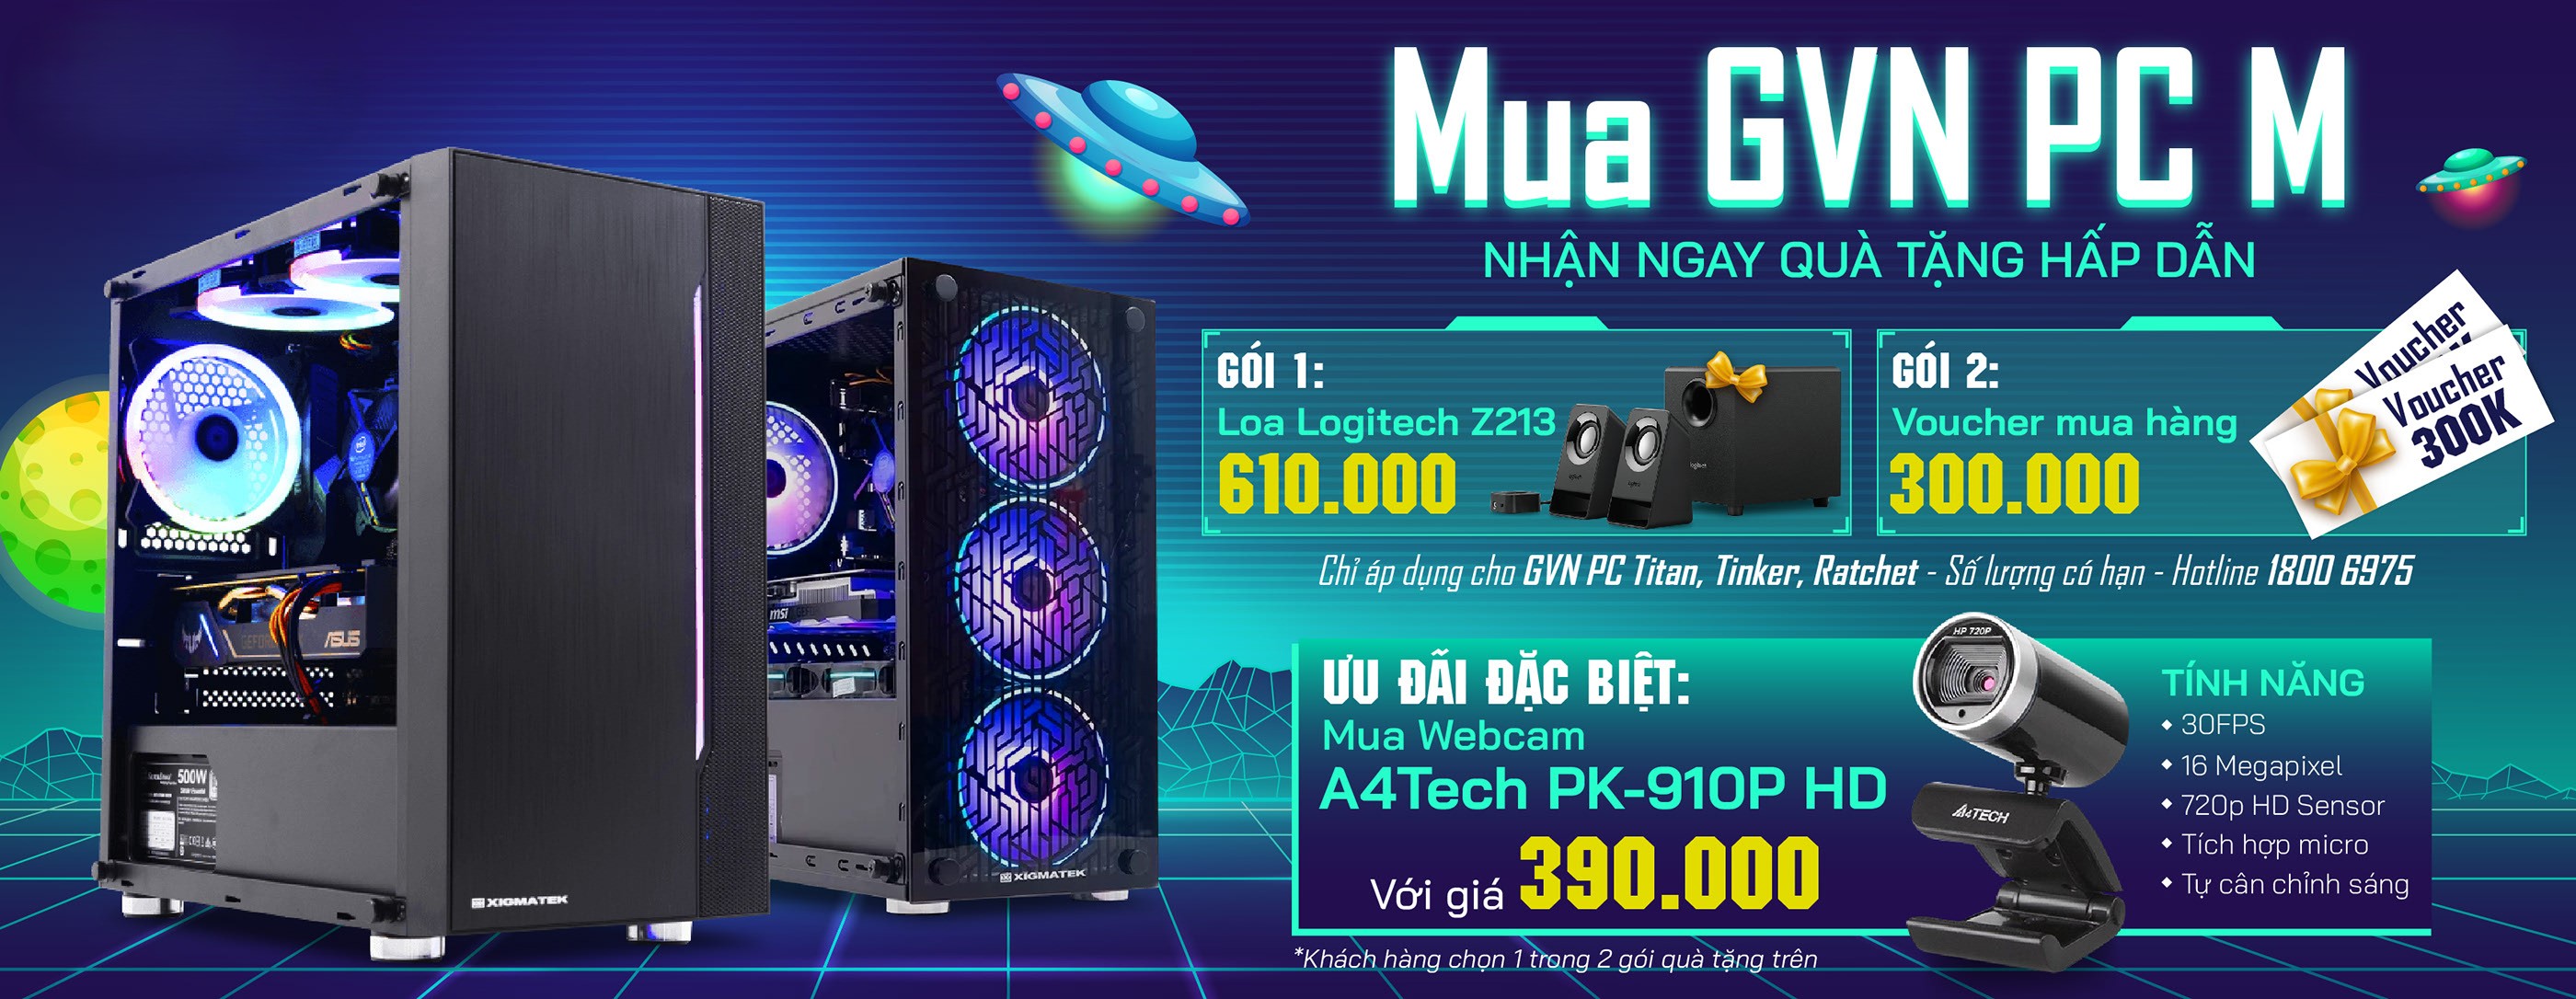 Mua GVN PC M
NHẬN NGAY QUÀ TẶNG HẤP DẪN
GÓI 1:
Loa Logitech Z213
610.000
GÓI 2:
Voucher mua hàng
300.000
Voucher
Voucher
300K
Chỉ áp dụng cho GVN PC Titan, Tinker, Ratchet - Số lượng có hạn - Hotline 1800 6975
ƯU ĐÃI ĐẶC BIỆT:
Mua Webcam
A4Tech PK-910P HD
Với giá 390.000
HP 720P
A4TECH
TÍNH NĂNG
◆ 30FPS
◆ 16 Megapixel
◆ 720p HD Sensor
◆ Tích hợp micro
◆ Tự cân chỉnh sáng
*Khách hàng chọn 1 trong 2 gói quà tặng trên
XIGMATEK
XIGMATEK
ASUS
msi
intel
500W